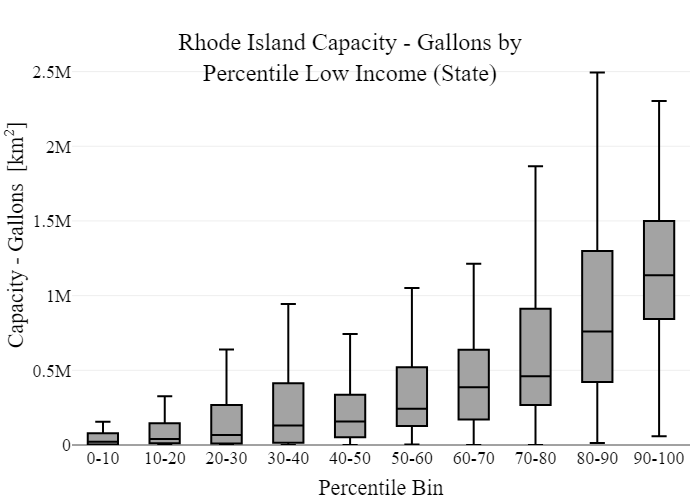 Rhode Island Capacity - Gallons by
Percentile Low Income (State)
Capacity - Gallons [km²]
2.5M
2M
1.5M
1M
0.5M
0
0-10 10-20 20-30 30-40 40-50 50-60 60-70 70-80 80-90 90-100
Percentile Bin